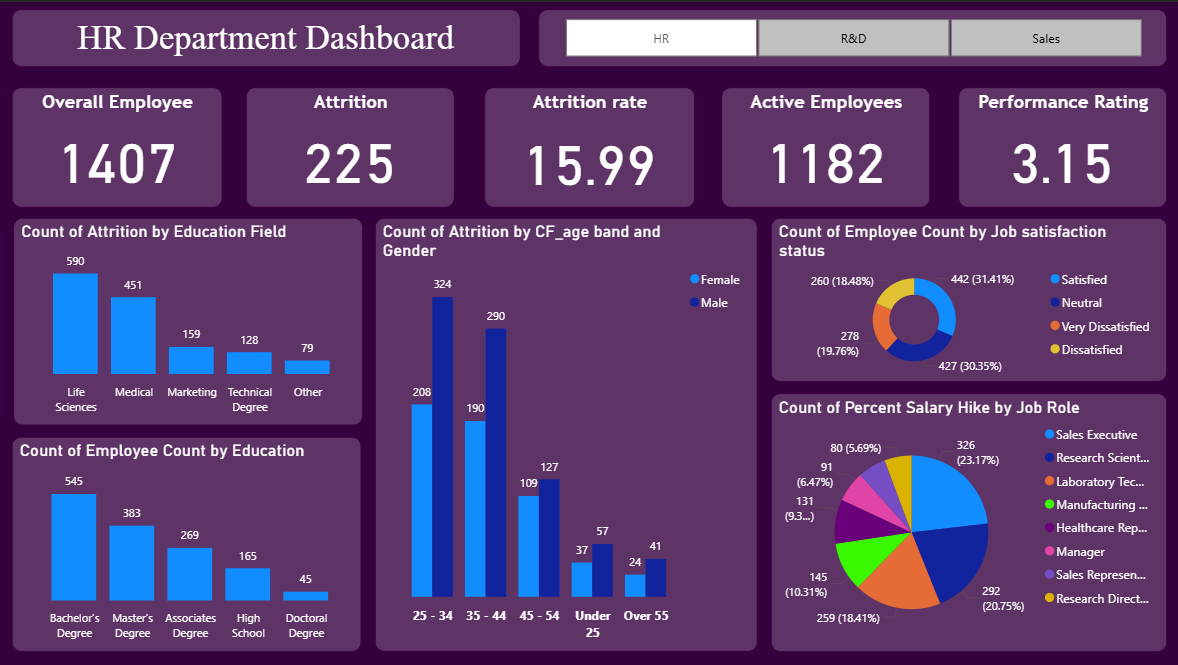 HR Department Dashboard
HR
R&D
Sales
Overall Employee
1407
Attrition
225
Attrition rate
15.99
Active Employees
1182
Performance Rating
3.15
Count of Attrition by Education Field
590
451
159
128
79
Life
Sciences
Medical
Marketing
Technical
Degree
Other
Count of Employee Count by Education
545
383
269
165
45
Bachelor's
Degree
Master's
Degree
Associates
Degree
High
School
Doctoral
Degree
Count of Attrition by CF_age band and
Gender
Female
Male
208
324
190
290
109
127
37
57
24
41
25 - 34
35 - 44
45 - 54
Under
25
Over 55
Count of Employee Count by Job satisfaction
status
260 (18.48%)
442 (31.41%)
278
(19.76%)
427 (30.35%)
Satisfied
Neutral
Very Dissatisfied
Dissatisfied
Count of Percent Salary Hike by Job Role
80 (5.69%)
326
(23.17%)
91
(6.47%)
131
(9.3...)
145
(10.31%)
259 (18.41%)
292
(20.75%)
Sales Executive
Research Scient...
Laboratory Tec...
Manufacturing ...
Healthcare Rep...
Manager
Sales Represen...
Research Direct...